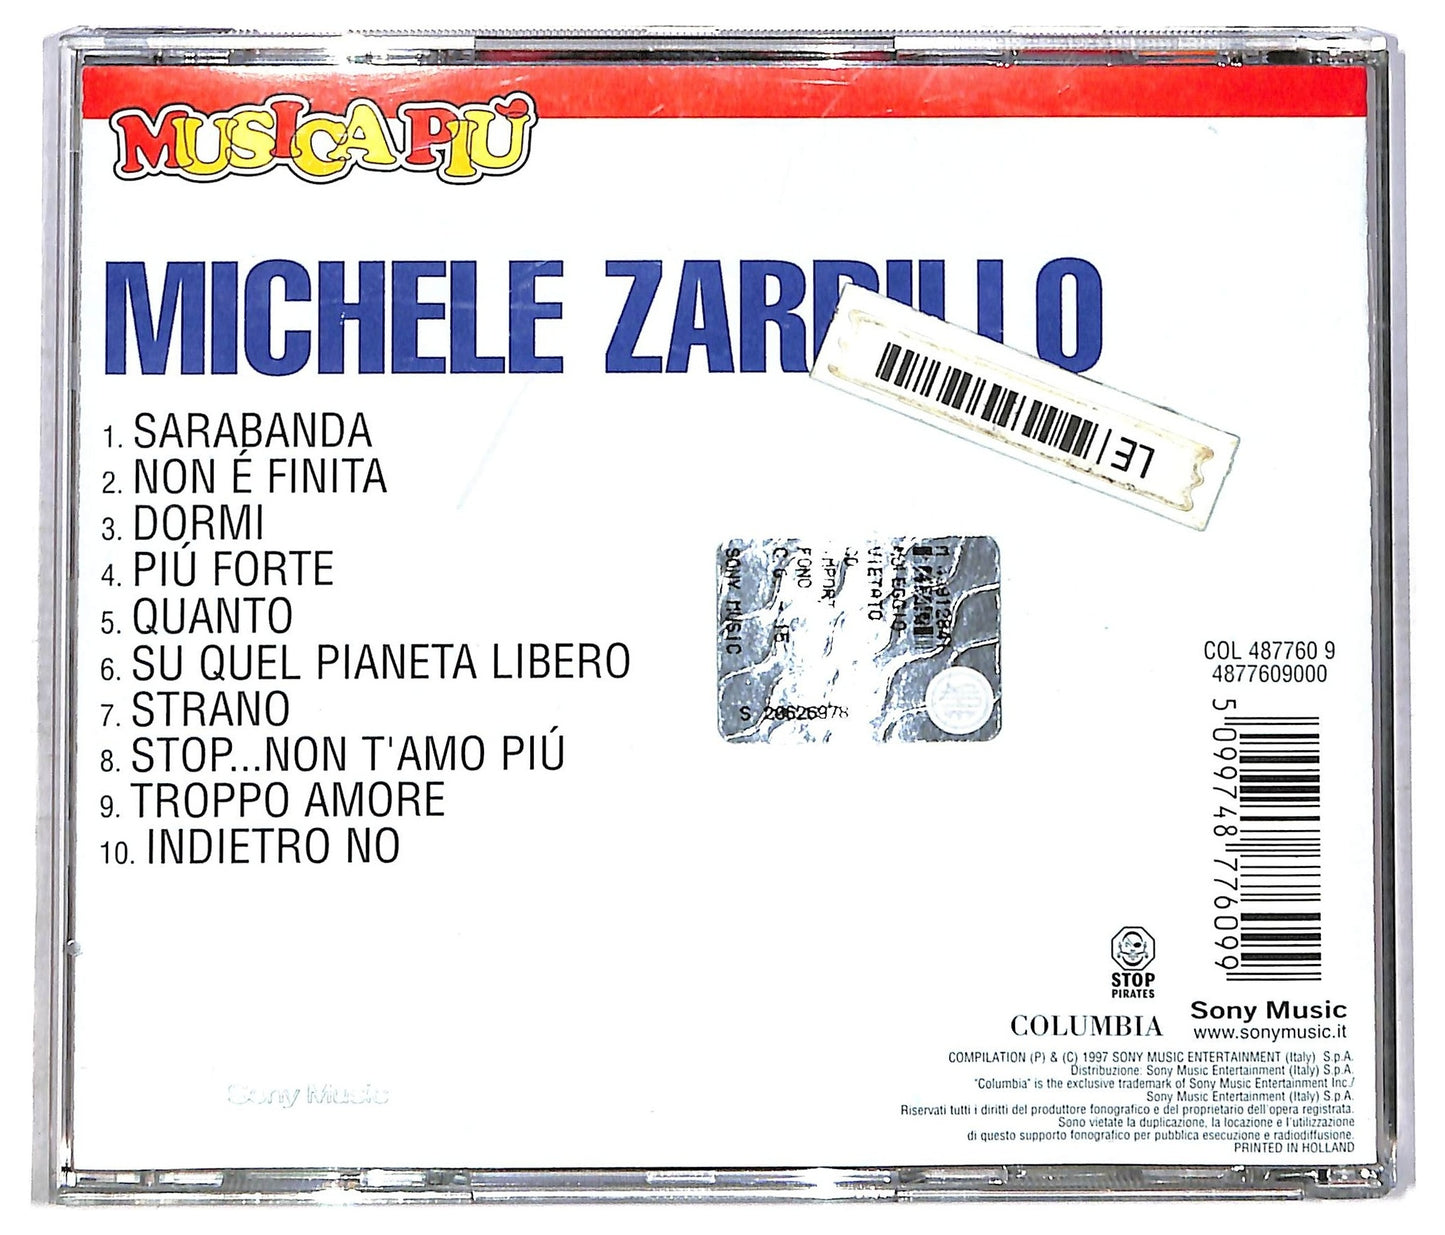 MUSICA PIÙ
MICHELE ZARRILLO
1. SARABANDA
2. NON É FINITA
3. DORMI
4. PIÚ FORTE
5. QUANTO
6. SU QUEL PIANETA LIBERO
7. STRANO
8. STOP...NON T'AMO PIÚ
9. TROPPO AMORE
10. INDIETRO NO
LE
SONY MUSIC
VIETATO
NOLEGGIO
S 20626978
COL 487760 9
4877609000
5 099748 776099
STOP
PIRATES
COLUMBIA
Sony Music
www.sonymusic.it
COMPILATION (P) & (C) 1997 SONY MUSIC ENTERTAINMENT (Italy) S.p.A.
Distribuzione: Sony Music Entertainment (Italy) S.p.A.
"Columbia" is the exclusive trademark of Sony Music Entertainment Inc./
Sony Music Entertainment (Italy) S.p.A.
Riservati tutti i diritti del produttore fonografico e del proprietario dell'opera registrata.
Sono vietate la duplicazione, la locazione e l'utilizzazione
di questo supporto fonografico per pubblica esecuzione e radiodiffusione.
PRINTED IN HOLLAND
Sony Music